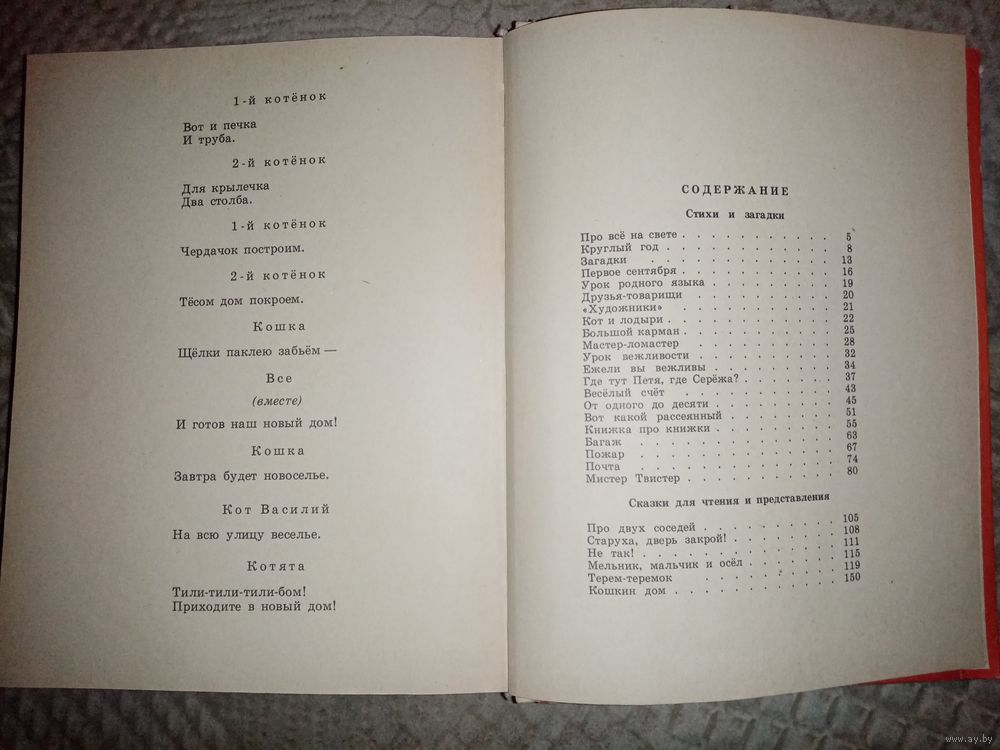 1-й котёнок
Вот и печка
И труба.
2-й котёнок
Для крылечка
Два столба.
1-й котёнок
Чердачок построим.
2-й котёнок
Тёсом дом покроем.
Кошка
Щёлки паклею забьём —
Все
(вместе)
И готов наш новый дом!
Кошка
Завтра будет новоселье.
Кот Василий
На всю улицу веселье.
Котята
Тили-тили-тили-бом!
Приходите в новый дом!
СОДЕРЖАНИЕ
Стихи и загадки
Про всё на свете . . . . . . . . . . . 5
Круглый год . . . . . . . . . . . 8
Загадки . . . . . . . . . . . 13
Первое сентября . . . . . . . . . . . 16
Урок родного языка . . . . . . . . . . 19
Друзья-товарищи . . . . . . . . . . 20
«Художники» . . . . . . . . . . . 21
Кот и лодыри . . . . . . . . . . . 22
Большой карман . . . . . . . . . . . 25
Мастер-ломастер . . . . . . . . . . 28
Урок вежливости . . . . . . . . . . 32
Ежели вы вежливы . . . . . . . . . . 34
Где тут Петя, где Серёжа? . . . . . . . . 37
Весёлый счёт . . . . . . . . . . . 43
От одного до десяти . . . . . . . . . 45
Вот какой рассеянный . . . . . . . . . 51
Книжка про книжки . . . . . . . . . . 55
Багаж . . . . . . . . . . . . 63
Пожар . . . . . . . . . . . . 67
Почта . . . . . . . . . . . . 74
Мистер Твистер . . . . . . . . . . . 80
Сказки для чтения и представления
Про двух соседей . . . . . . . . . . 105
Старуха, дверь закрой! . . . . . . . . . 108
Не так! . . . . . . . . . . . . 111
Мельник, мальчик и осёл . . . . . . . . 115
Терем-теремок . . . . . . . . . . 119
Кошкин дом . . . . . . . . . . . 150
www.ay.by